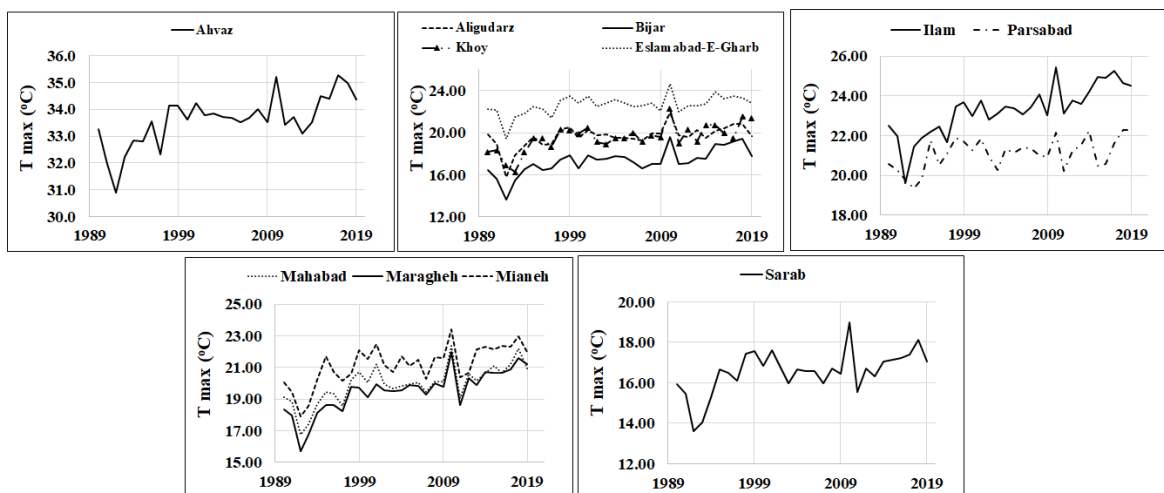 Ahvaz
T max (oC)
36.0
35.0
34.0
33.0
32.0
31.0
30.0
1989 1999 2009 2019
Aligudarz Bijar
Khoy Eslamabad-E-Gharb
T max (oC)
24.00
20.00
16.00
12.00
1989 1999 2009 2019
Ilam Parsabad
T max (oC)
26.00
24.00
22.00
20.00
18.00
1989 1999 2009 2019
Mahabad Maragheh Mianeh
T max (oC)
25.00
23.00
21.00
19.00
17.00
15.00
1989 1999 2009 2019
Sarab
T max (oC)
20.00
18.00
16.00
14.00
12.00
1989 1999 2009 2019